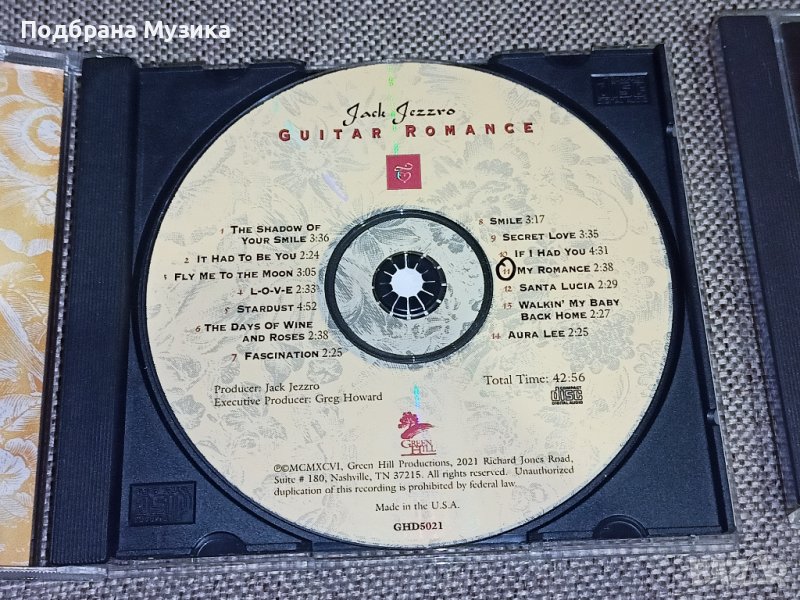 Подбрана Музика
Jack Jezzro
GUITAR ROMANCE
1 THE SHADOW OF
YOUR SMILE 3:36
2 IT HAD TO BE YOU 2:24
3 FLY ME TO THE MOON 3:05
4 L-O-V-E 2:33
5 STARDUST 4:52
6 THE DAYS OF WINE
AND ROSES 2:38
7 FASCINATION 2:25
8 SMILE 3:17
9 SECRET LOVE 3:35
10 IF I HAD YOU 4:31
11 MY ROMANCE 2:38
12 SANTA LUCIA 2:29
13 WALKIN' MY BABY
BACK HOME 2:27
14 AURA LEE 2:25
Producer: Jack Jezzro
Executive Producer: Greg Howard
Total Time: 42:56
COMPACT
disc
DIGITAL AUDIO
GREEN
HILL
℗©MCMXCVI, Green Hill Productions, 2021 Richard Jones Road,
Suite # 180, Nashville, TN 37215. All rights reserved. Unauthorized
duplication of this recording is prohibited by federal law.
Made in the U.S.A.
GHD5021